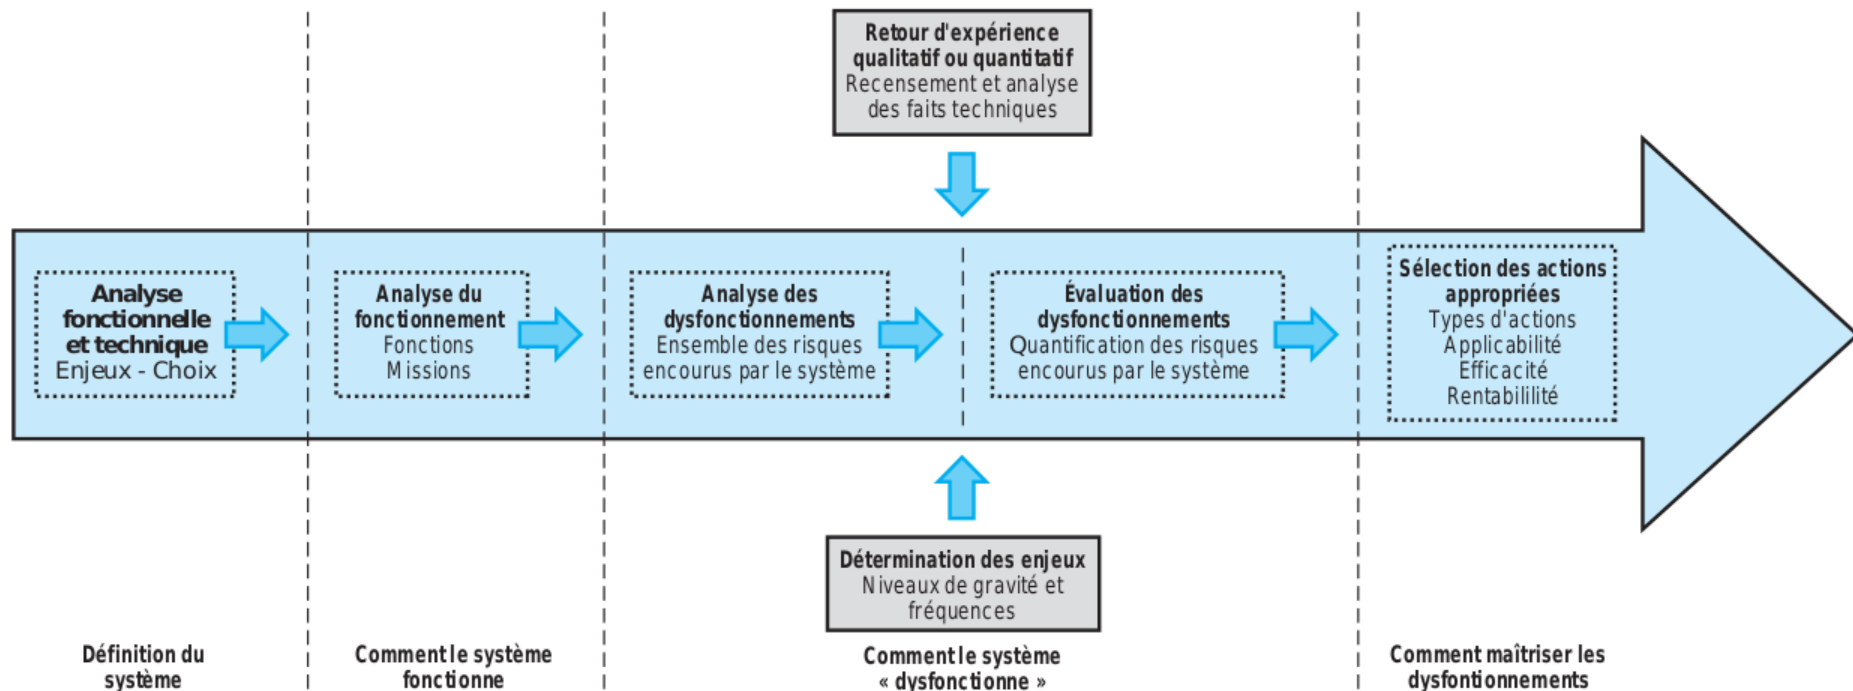 Retour d'expérience
qualitatif ou quantitatif
Recensement et analyse
des faits techniques
Analyse
fonctionnelle
et technique
Enjeux - Choix
Analyse du
fonctionnement
Fonctions
Missions
Analyse des
dysfonctionnements
Ensemble des risques
encourus par le système
Évaluation des
dysfonctionnements
Quantification des risques
encourus par le système
Sélection des actions
appropriées
Types d'actions
Applicabilité
Efficacité
Rentabililité
Détermination des enjeux
Niveaux de gravité et
fréquences
Définition du
système
Comment le système
fonctionne
Comment le système
« dysfonctionne »
Comment maîtriser les
dysfontionnements